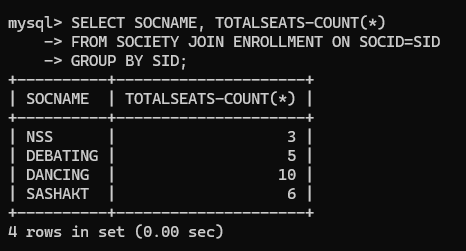 mysql> SELECT SOCNAME, TOTALSEATS-COUNT(*)
    -> FROM SOCIETY JOIN ENROLLMENT ON SOCID=SID
    -> GROUP BY SID;
+----------+---------------------+
| SOCNAME  | TOTALSEATS-COUNT(*) |
+----------+---------------------+
| NSS      |                   3 |
| DEBATING |                   5 |
| DANCING  |                  10 |
| SASHAKT  |                   6 |
+----------+---------------------+
4 rows in set (0.00 sec)